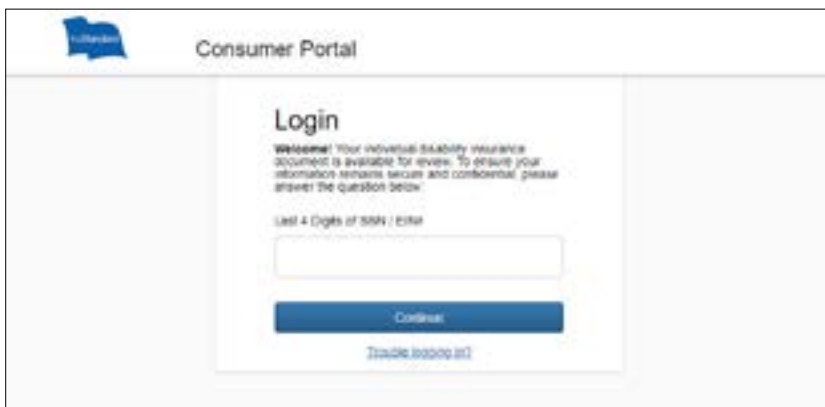 Consumer Portal
Login
Welcome! Your individual disability insurance
document is available for review. To ensure your
information remains secure and confidential, please
answer the question below:
Last 4 Digits of SSN / EIN#
Continue
Trouble logging in?